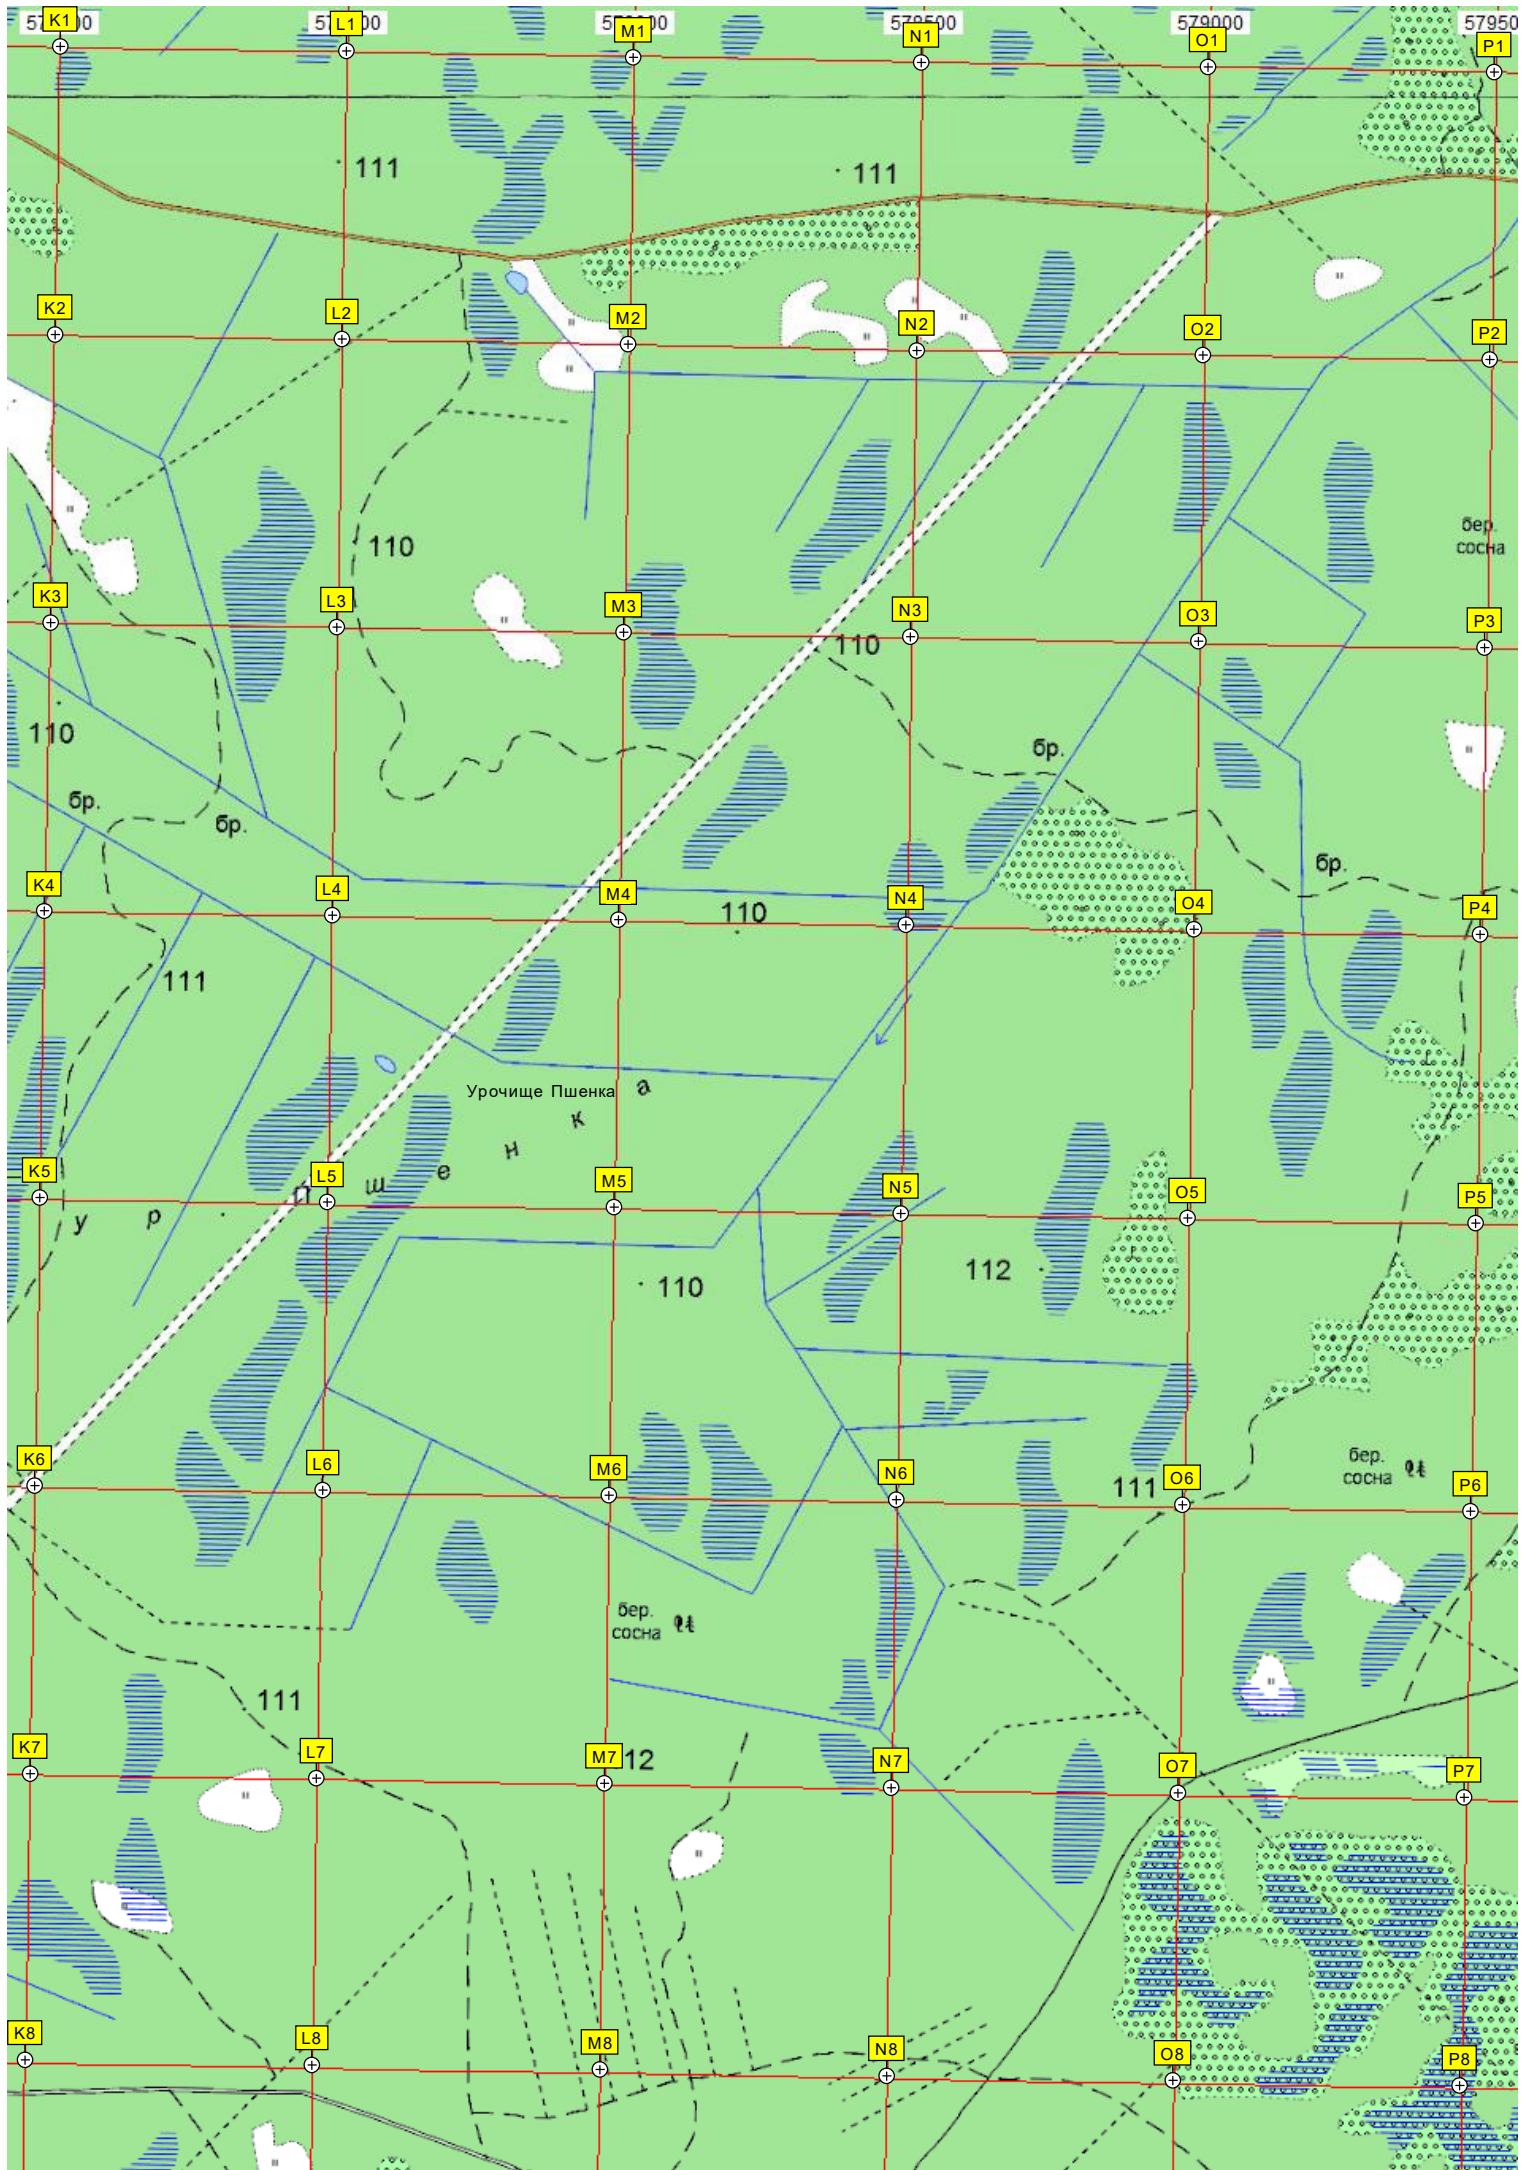 K1 L1 M1 N1 O1 P1
578500 579000 57950
111 111
K2 L2 M2 N2 O2 P2
бер.
сосна
110
K3 L3 M3 N3 O3 P3
110
110
бр.
бр.
бр.
бр.
K4 L4 M4 N4 O4 P4
110
111
Урочище Пшенка
K5 L5 M5 N5 O5 P5
у р. П ш е н к а
110
112
бер.
сосна
K6 L6 M6 N6 O6 P6
111
бер.
сосна
111
K7 L7 M7 N7 O7 P7
12
K8 L8 M8 N8 O8 P8